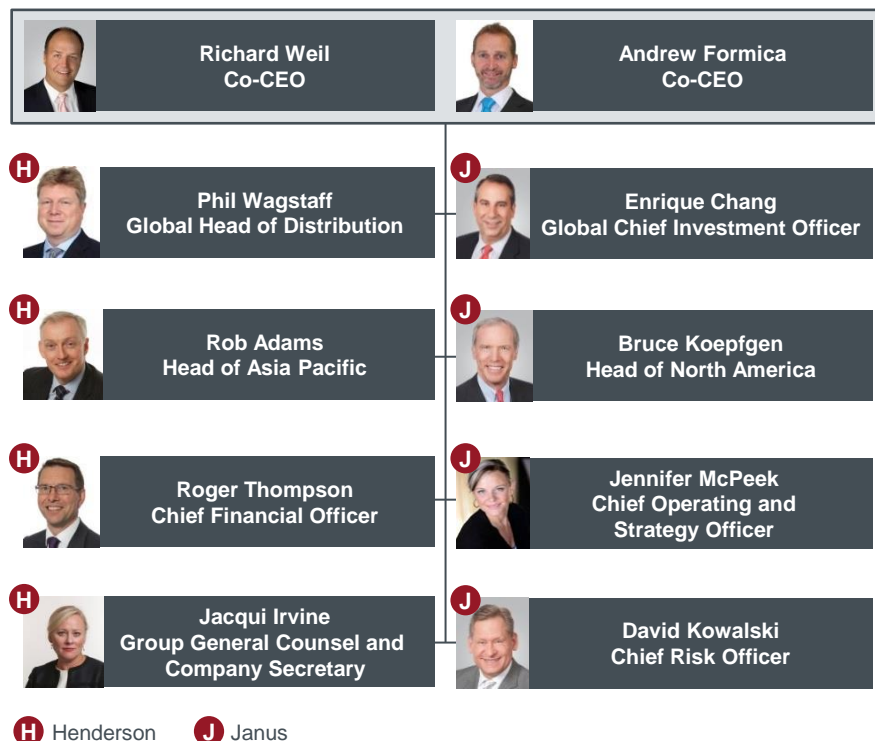 Richard Weil
Co-CEO
Andrew Formica
Co-CEO
H
Phil Wagstaff
Global Head of Distribution
J
Enrique Chang
Global Chief Investment Officer
H
Rob Adams
Head of Asia Pacific
J
Bruce Koepfgen
Head of North America
H
Roger Thompson
Chief Financial Officer
J
Jennifer McPeek
Chief Operating and
Strategy Officer
H
Jacqui Irvine
Group General Counsel and
Company Secretary
J
David Kowalski
Chief Risk Officer
H Henderson
J Janus